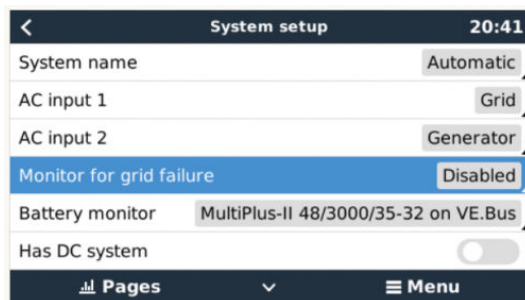 System setup 20:41
System name Automatic
AC input 1 Grid
AC input 2 Generator
Monitor for grid failure Disabled
Battery monitor MultiPlus-II 48/3000/35-32 on VE.Bus
Has DC system
Pages Menu